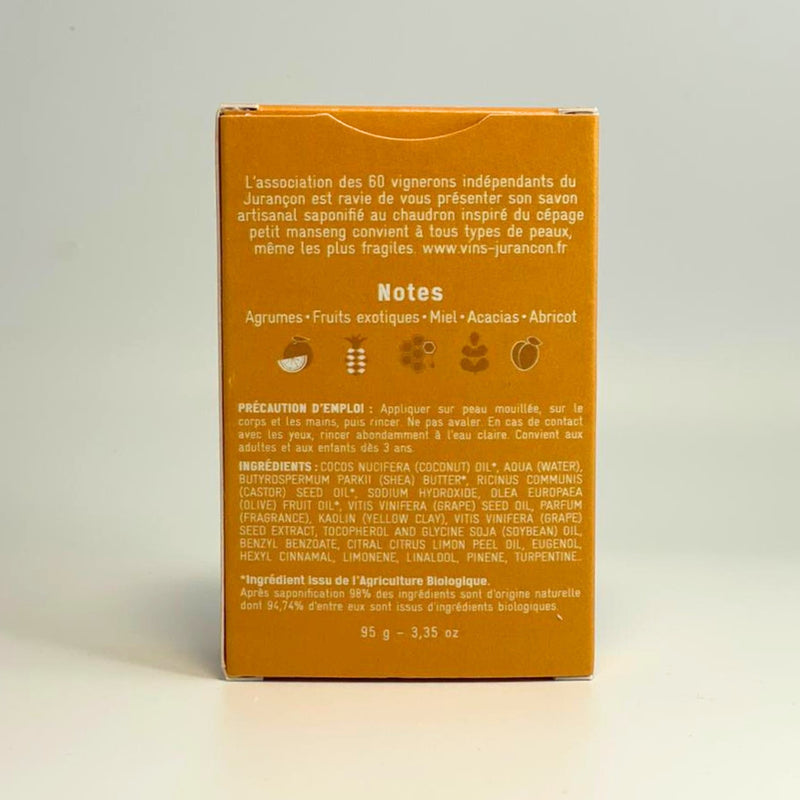 L'association des 60 vignerons indépendants du
Jurançon est ravie de vous présenter son savon
artisanal saponifié au chaudron inspiré du cépage
petit manseng convient à tous types de peaux,
même les plus fragiles. www.vins-jurancon.fr
Notes
Agrumes • Fruits exotiques • Miel • Acacias • Abricot
PRÉCAUTION D'EMPLOI : Appliquer sur peau mouillée, sur le
corps et les mains, puis rincer. Ne pas avaler. En cas de contact
avec les yeux, rincer abondamment à l'eau claire. Convient aux
adultes et aux enfants dès 3 ans.
INGRÉDIENTS : COCOS NUCIFERA (COCONUT) OIL*, AQUA (WATER),
BUTYROSPERMUM PARKII (SHEA) BUTTER*, RICINUS COMMUNIS
(CASTOR) SEED OIL*, SODIUM HYDROXIDE, OLEA EUROPAEA
(OLIVE) FRUIT OIL*, VITIS VINIFERA (GRAPE) SEED OIL, PARFUM
(FRAGRANCE), KAOLIN (YELLOW CLAY), VITIS VINIFERA (GRAPE)
SEED EXTRACT, TOCOPHEROL AND GLYCINE SOJA (SOYBEAN) OIL,
BENZYL BENZOATE, CITRAL CITRUS LIMON PEEL OIL, EUGENOL,
HEXYL CINNAMAL, LIMONENE, LINALOOL, PINENE, TURPENTINE..
*Ingrédient issu de l'Agriculture Biologique.
Après saponification 98% des ingrédients sont d'origine naturelle
dont 94,74% d'entre eux sont issus d'ingrédients biologiques.
95 g – 3,35 oz